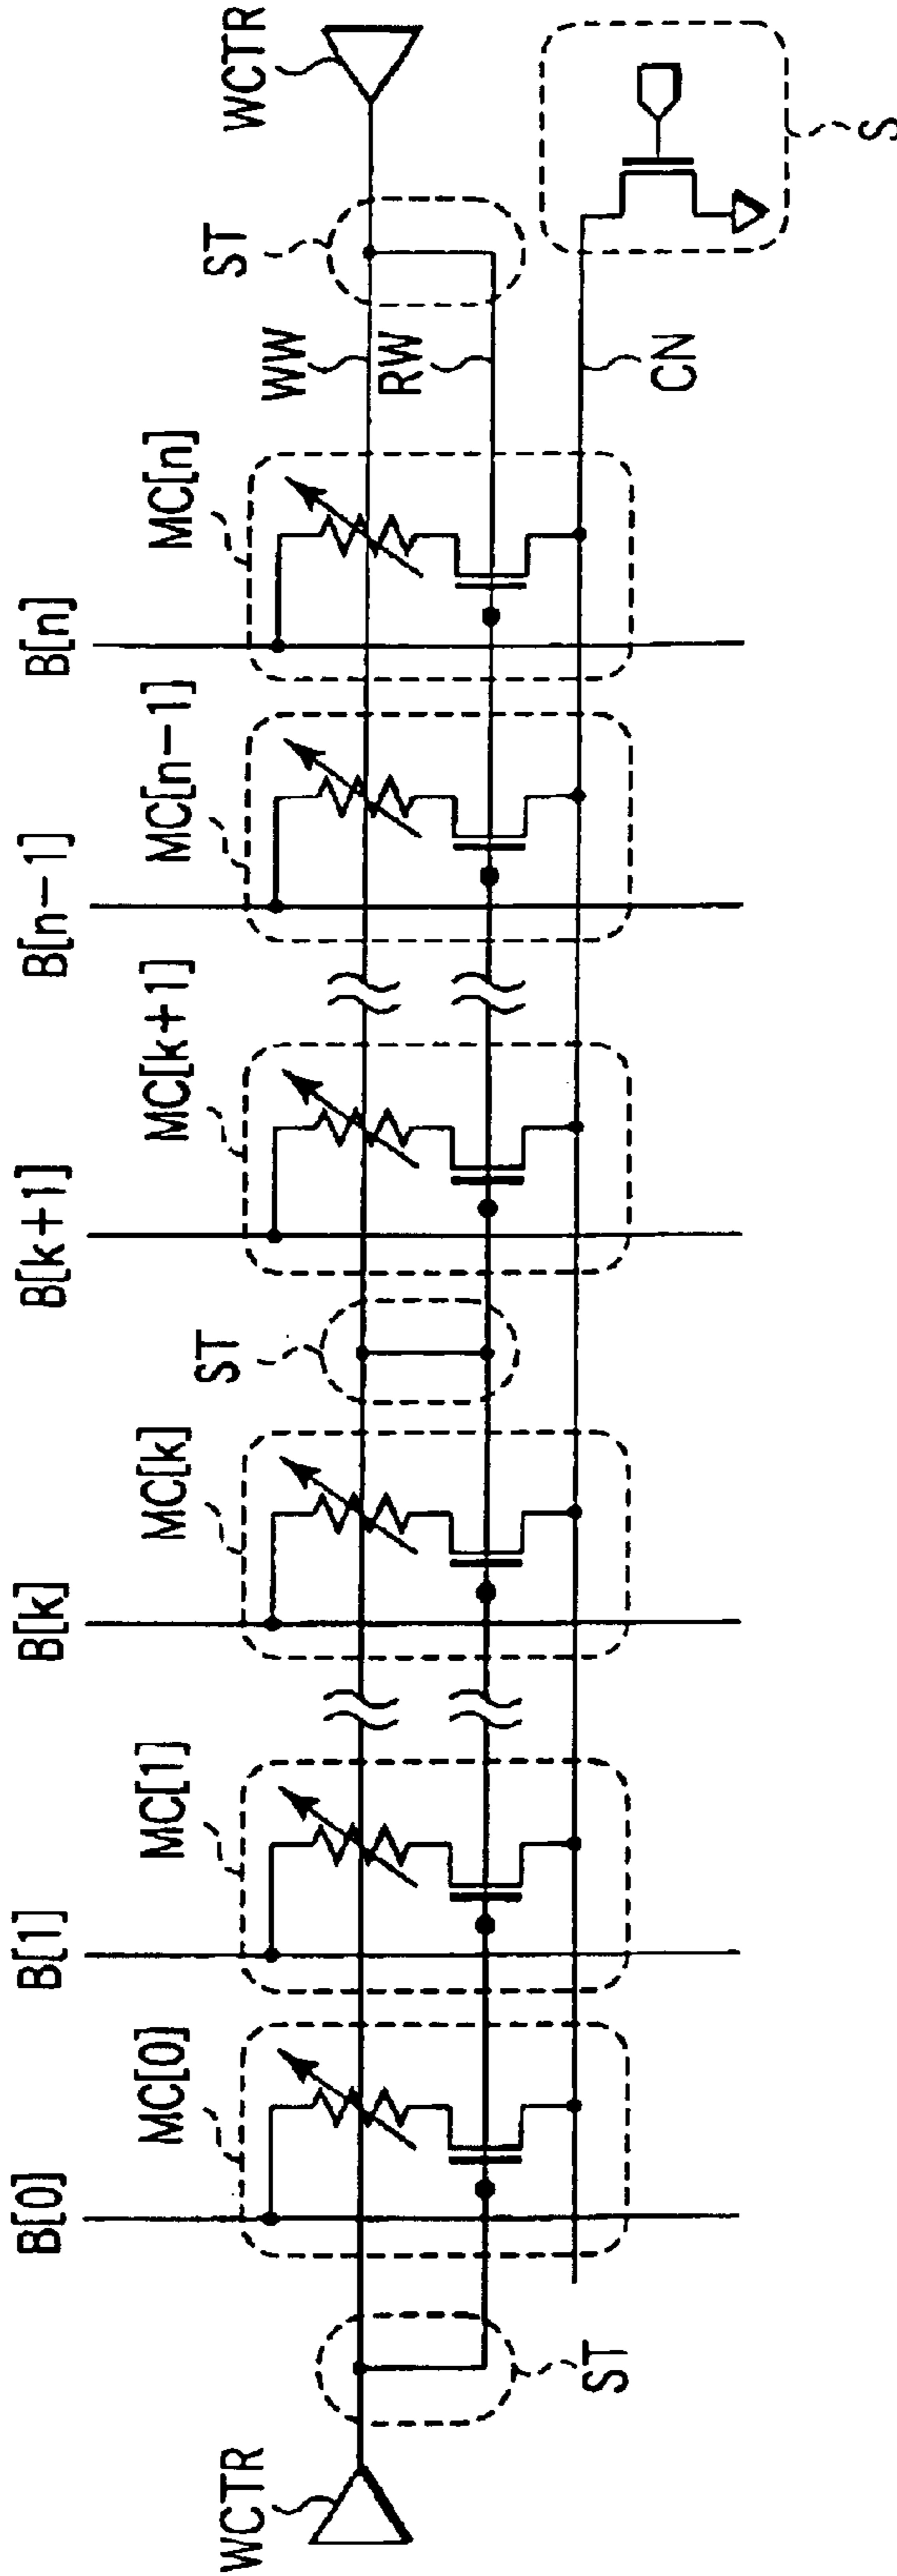 B[0]
B[1]
B[k]
B[k+1]
B[n-1]
B[n]
MC[0]
MC[1]
MC[k]
MC[k+1]
MC[n-1]
MC[n]
ST
WW
ST
WCTR
RW
CN
WCTR
ST
S